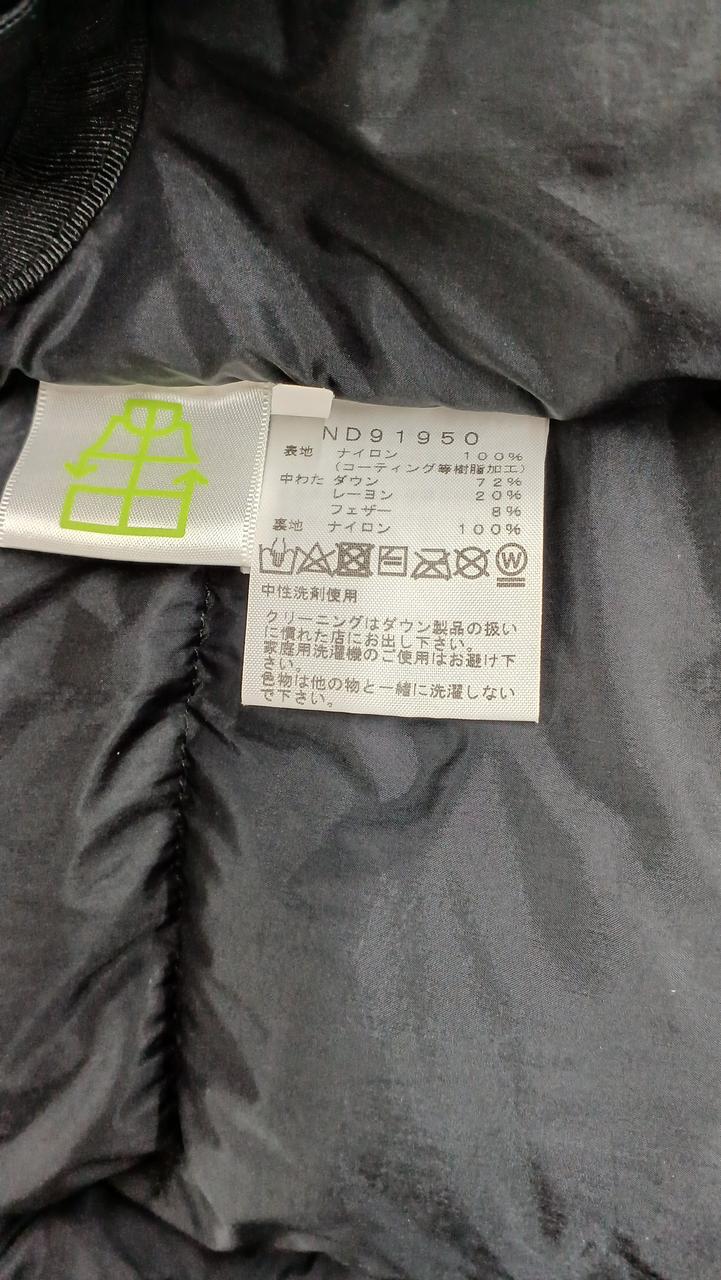 ND91950
表地 ナイロン 100%
(コーティング等樹脂加工)
中わた ダウン 72%
レーヨン 20%
フェザー 8%
裏地 ナイロン 100%
W
中性洗剤使用
クリーニングはダウン製品の扱い
に慣れた店にお出し下さい。
家庭用洗濯機のご使用はお避け下
さい。
色物は他の物と一緒に洗濯しない
で下さい。